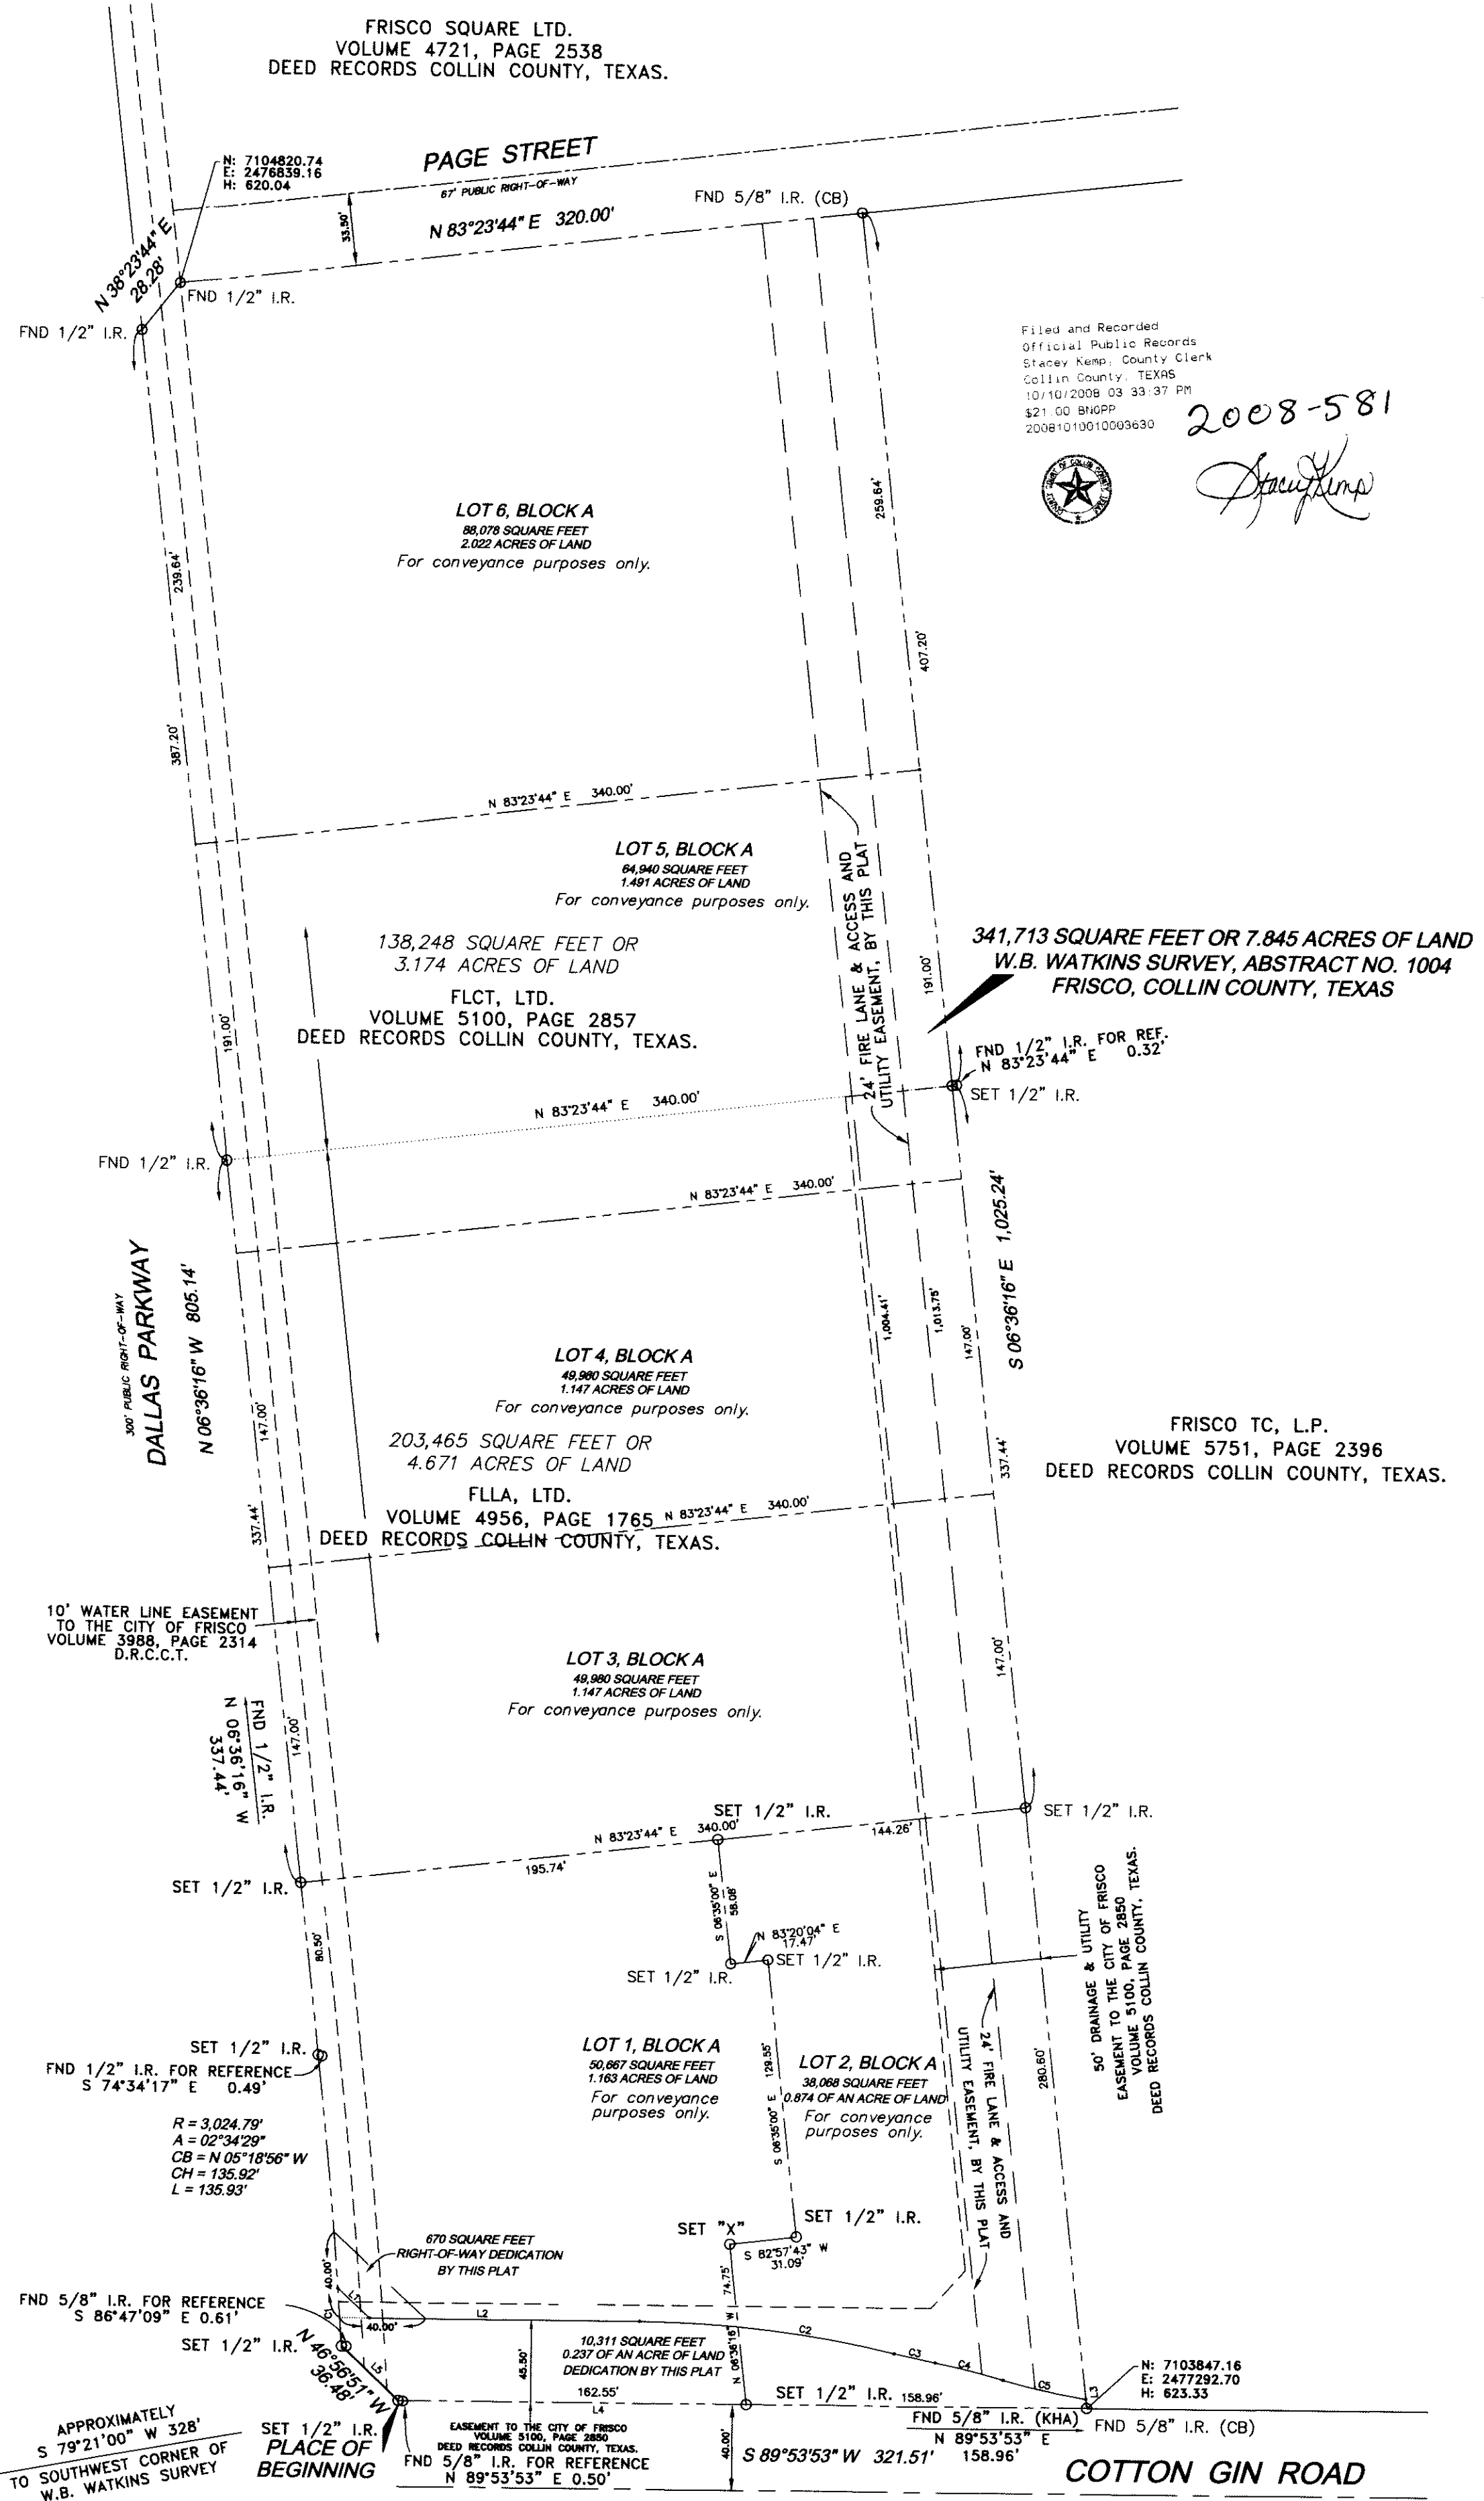 FRISCO SQUARE LTD.
VOLUME 4721, PAGE 2538
DEED RECORDS COLLIN COUNTY, TEXAS.
N: 7104820.74
E: 2476839.16
H: 620.04
PAGE STREET
67' PUBLIC RIGHT-OF-WAY
33.50'
N 83°23'44" E 320.00'
FND 5/8" I.R. (CB)
N 38°23'44" E
28.28'
FND 1/2" I.R.
FND 1/2" I.R.
Filed and Recorded
Official Public Records
Stacey Kemp, County Clerk
Collin County, TEXAS
10/10/2008 03:33:37 PM
$21.00 BNOPP
20081010010003630
2008-581
Stacey Kemp
259.64'
LOT 6, BLOCK A
88,078 SQUARE FEET
2.022 ACRES OF LAND
For conveyance purposes only.
239.64'
407.20'
387.20'
N 83°23'44" E 340.00'
LOT 5, BLOCK A
64,940 SQUARE FEET
1.491 ACRES OF LAND
For conveyance purposes only.
24' FIRE LANE & ACCESS AND
UTILITY EASEMENT, BY THIS PLAT
138,248 SQUARE FEET OR
3.174 ACRES OF LAND
FLCT, LTD.
VOLUME 5100, PAGE 2857
DEED RECORDS COLLIN COUNTY, TEXAS.
191.00'
191.00'
341,713 SQUARE FEET OR 7.845 ACRES OF LAND
W.B. WATKINS SURVEY, ABSTRACT NO. 1004
FRISCO, COLLIN COUNTY, TEXAS
FND 1/2" I.R. FOR REF.
N 83°23'44" E 0.32'
SET 1/2" I.R.
N 83°23'44" E 340.00'
FND 1/2" I.R.
N 83°23'44" E 340.00'
S 06°36'16" E 1,025.24'
300' PUBLIC RIGHT-OF-WAY
DALLAS PARKWAY
N 06°36'16" W 805.14'
1,004.41'
1,013.75'
147.00'
LOT 4, BLOCK A
49,980 SQUARE FEET
1.147 ACRES OF LAND
For conveyance purposes only.
147.00'
203,465 SQUARE FEET OR
4.671 ACRES OF LAND
FLLA, LTD.
VOLUME 4956, PAGE 1765
DEED RECORDS COLLIN COUNTY, TEXAS.
N 83°23'44" E 340.00'
337.44'
337.44'
FRISCO TC, L.P.
VOLUME 5751, PAGE 2396
DEED RECORDS COLLIN COUNTY, TEXAS.
10' WATER LINE EASEMENT
TO THE CITY OF FRISCO
VOLUME 3988, PAGE 2314
D.R.C.C.T.
LOT 3, BLOCK A
49,980 SQUARE FEET
1.147 ACRES OF LAND
For conveyance purposes only.
147.00'
147.00'
FND 1/2" I.R.
N 06°36'16" W
337.44'
SET 1/2" I.R.
SET 1/2" I.R.
N 83°23'44" E 340.00'
195.74'
144.26'
SET 1/2" I.R.
S 06°35'00" E
58.08'
N 83°20'04" E
17.47'
SET 1/2" I.R.
SET 1/2" I.R.
80.50'
50' DRAINAGE & UTILITY
EASEMENT TO THE CITY OF FRISCO
VOLUME 5100, PAGE 2850
DEED RECORDS COLLIN COUNTY, TEXAS.
SET 1/2" I.R.
FND 1/2" I.R. FOR REFERENCE
S 74°34'17" E 0.49'
LOT 1, BLOCK A
50,667 SQUARE FEET
1.163 ACRES OF LAND
For conveyance
purposes only.
S 06°35'00" E 129.55'
LOT 2, BLOCK A
38,068 SQUARE FEET
0.874 OF AN ACRE OF LAND
For conveyance
purposes only.
24' FIRE LANE & ACCESS AND
UTILITY EASEMENT, BY THIS PLAT
280.60'
R = 3,024.79'
A = 02°34'29"
CB = N 05°18'56" W
CH = 135.92'
L = 135.93'
SET "X"
SET 1/2" I.R.
S 82°57'43" W
31.09'
670 SQUARE FEET
RIGHT-OF-WAY DEDICATION
BY THIS PLAT
40.00'
40.00'
74.75'
N 06°36'16" W
FND 5/8" I.R. FOR REFERENCE
S 86°47'09" E 0.61'
SET 1/2" I.R.
N 46°56'51" W
36.48'
L5
L2
C2
C3
C4
C5
L3
45.50'
10,311 SQUARE FEET
0.237 OF AN ACRE OF LAND
DEDICATION BY THIS PLAT
162.55'
L4
SET 1/2" I.R.
158.96'
N: 7103847.16
E: 2477292.70
H: 623.33
FND 5/8" I.R. (KHA)
N 89°53'53" E
158.96'
FND 5/8" I.R. (CB)
APPROXIMATELY
S 79°21'00" W 328'
TO SOUTHWEST CORNER OF
W.B. WATKINS SURVEY
SET 1/2" I.R.
PLACE OF
BEGINNING
EASEMENT TO THE CITY OF FRISCO
VOLUME 5100, PAGE 2850
DEED RECORDS COLLIN COUNTY, TEXAS.
FND 5/8" I.R. FOR REFERENCE
N 89°53'53" E 0.50'
40.00'
S 89°53'53" W 321.51'
COTTON GIN ROAD